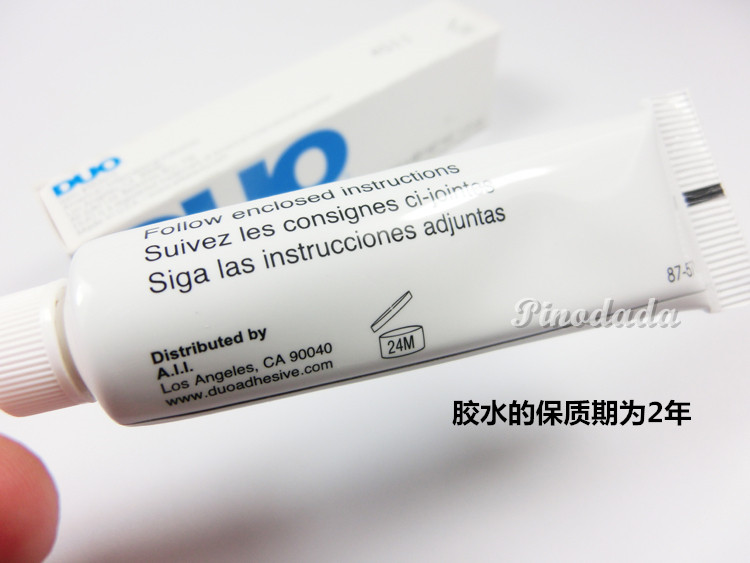 DUO
DUO
Follow enclosed instructions
Suivez les consignes ci-jointes
Siga las instrucciones adjuntas
87-5
Pinodada
24M
Distributed by
A.I.I.
Los Angeles, CA 90040
www.duoadhesive.com
胶水的保质期为2年